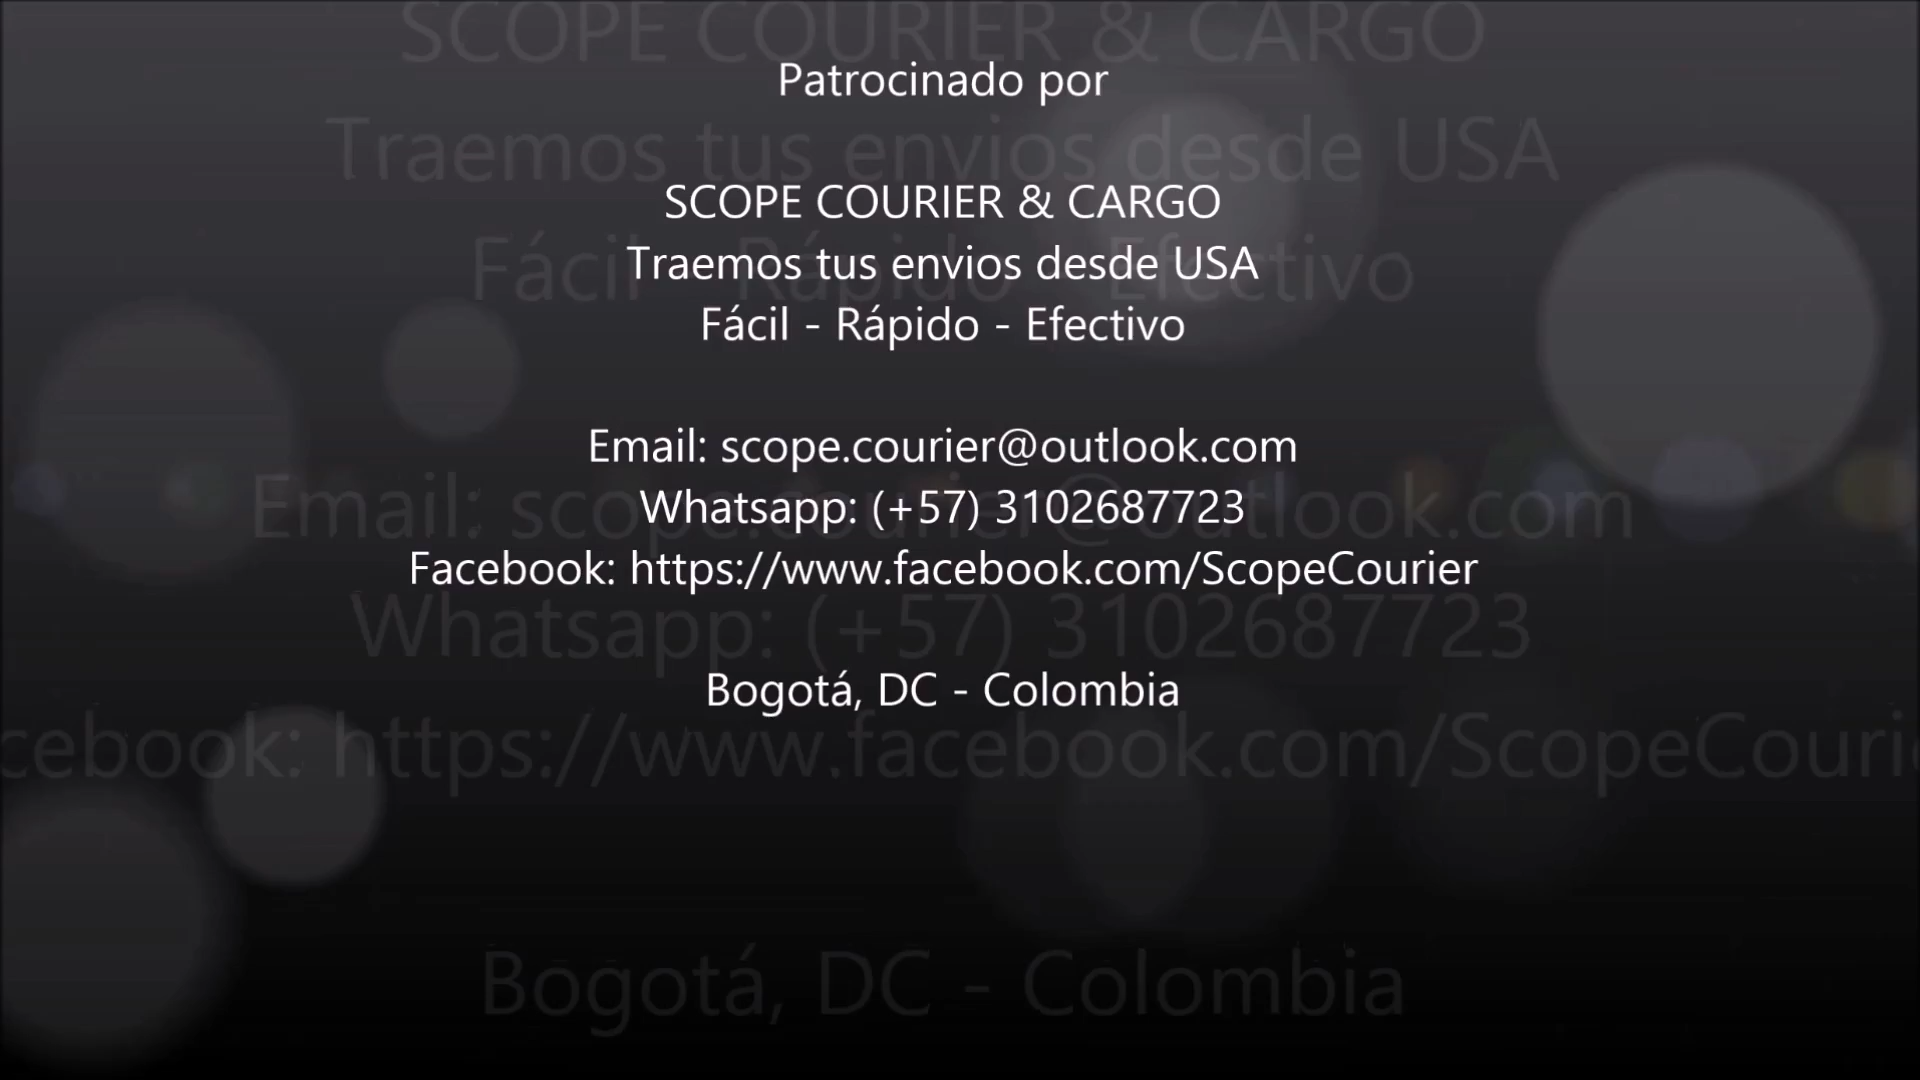 Patrocinado por
SCOPE COURIER & CARGO
Traemos tus envios desde USA
Fácil - Rápido - Efectivo
Email: scope.courier@outlook.com
Whatsapp: (+57) 3102687723
Facebook: https://www.facebook.com/ScopeCourier
Bogotá, DC - Colombia